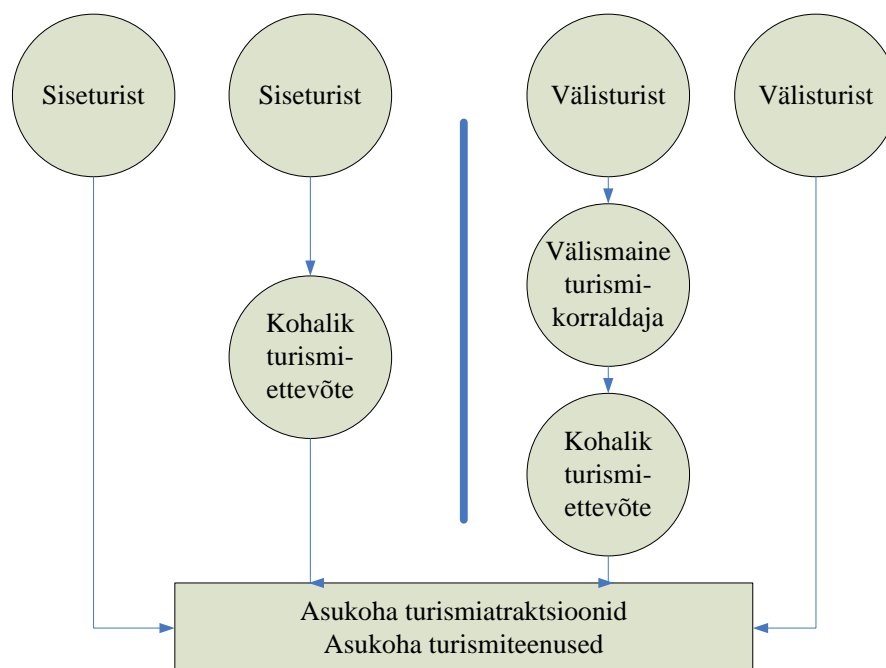 Siseturist
Siseturist
Välisturist
Välisturist
Välismaine
turismi-
korraldaja
Kohalik
turismi-
ettevõte
Kohalik
turismi-
ettevõte
Asukoha turismiatraktsioonid
Asukoha turismiteenused